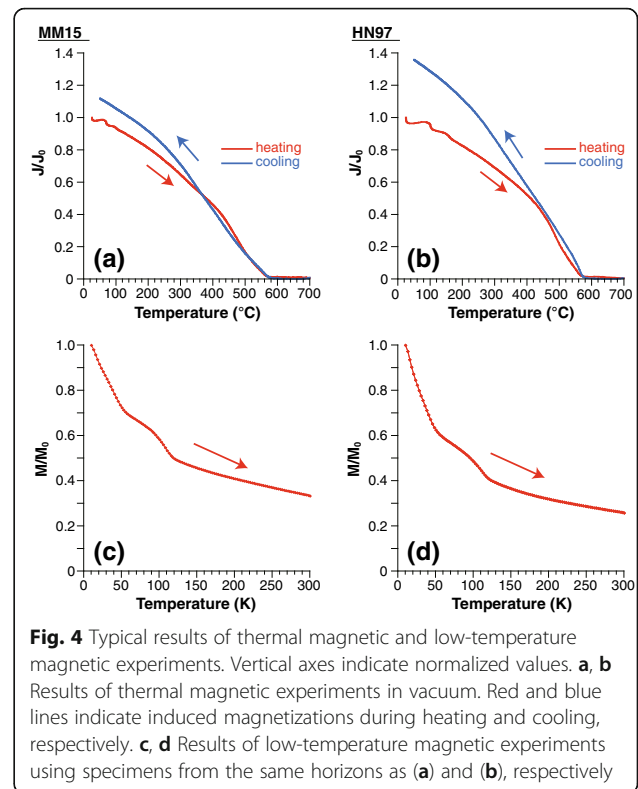 MM15
HN97
1.4
1.2
1.0
0.8
0.6
0.4
0.2
0
J/J0
heating
cooling
(a)
0 100 200 300 400 500 600 700
Temperature (°C)
1.4
1.2
1.0
0.8
0.6
0.4
0.2
0
J/J0
heating
cooling
(b)
0 100 200 300 400 500 600 700
Temperature (°C)
1.0
0.8
0.6
0.4
0.2
0
M/M0
(c)
0 50 100 150 200 250 300
Temperature (K)
1.0
0.8
0.6
0.4
0.2
0
M/M0
(d)
0 50 100 150 200 250 300
Temperature (K)
Fig. 4 Typical results of thermal magnetic and low-temperature
magnetic experiments. Vertical axes indicate normalized values. a, b
Results of thermal magnetic experiments in vacuum. Red and blue
lines indicate induced magnetizations during heating and cooling,
respectively. c, d Results of low-temperature magnetic experiments
using specimens from the same horizons as (a) and (b), respectively